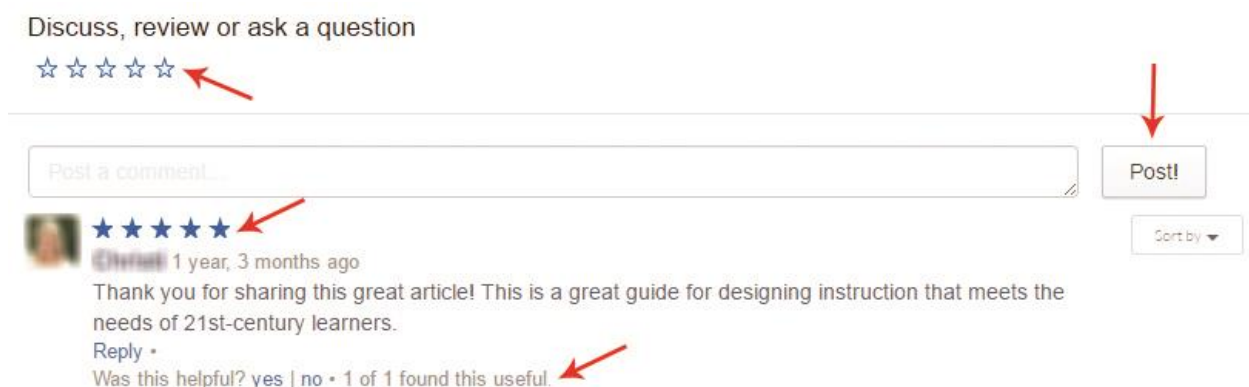 Discuss, review or ask a question
Post a comment...
Post!
Sort by
1 year, 3 months ago
Thank you for sharing this great article! This is a great guide for designing instruction that meets the
needs of 21st-century learners.
Reply •
Was this helpful? yes | no • 1 of 1 found this useful.